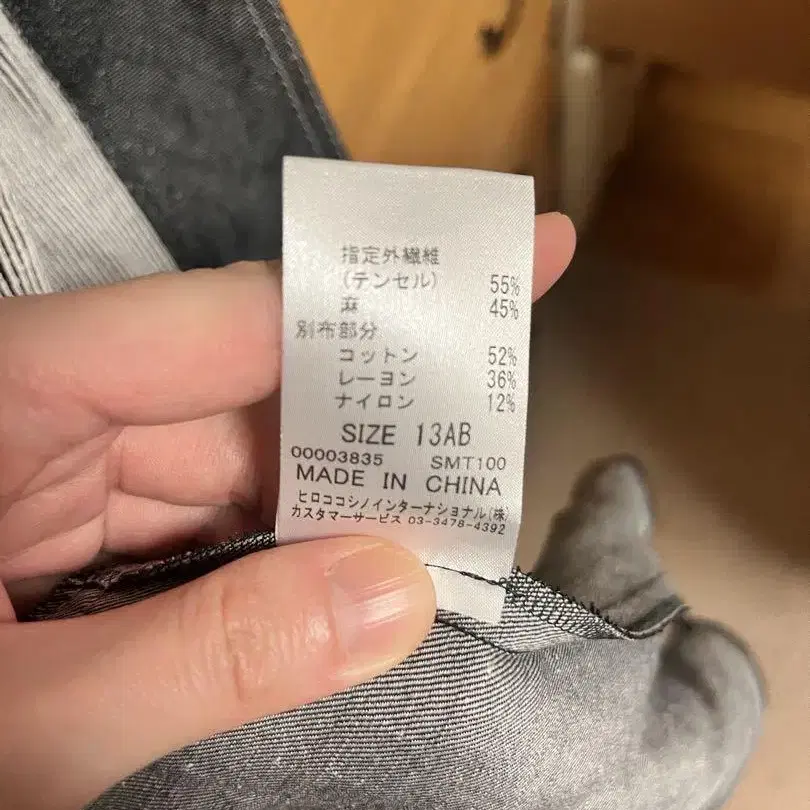 指定外繊維
(テンセル) 55%
麻 45%
別布部分
コットン 52%
レーヨン 36%
ナイロン 12%
SIZE 13AB
00003835 SMT100
MADE IN CHINA
ヒロココシノインターナショナル(株)
カスタマーサービス 03-3478-4392